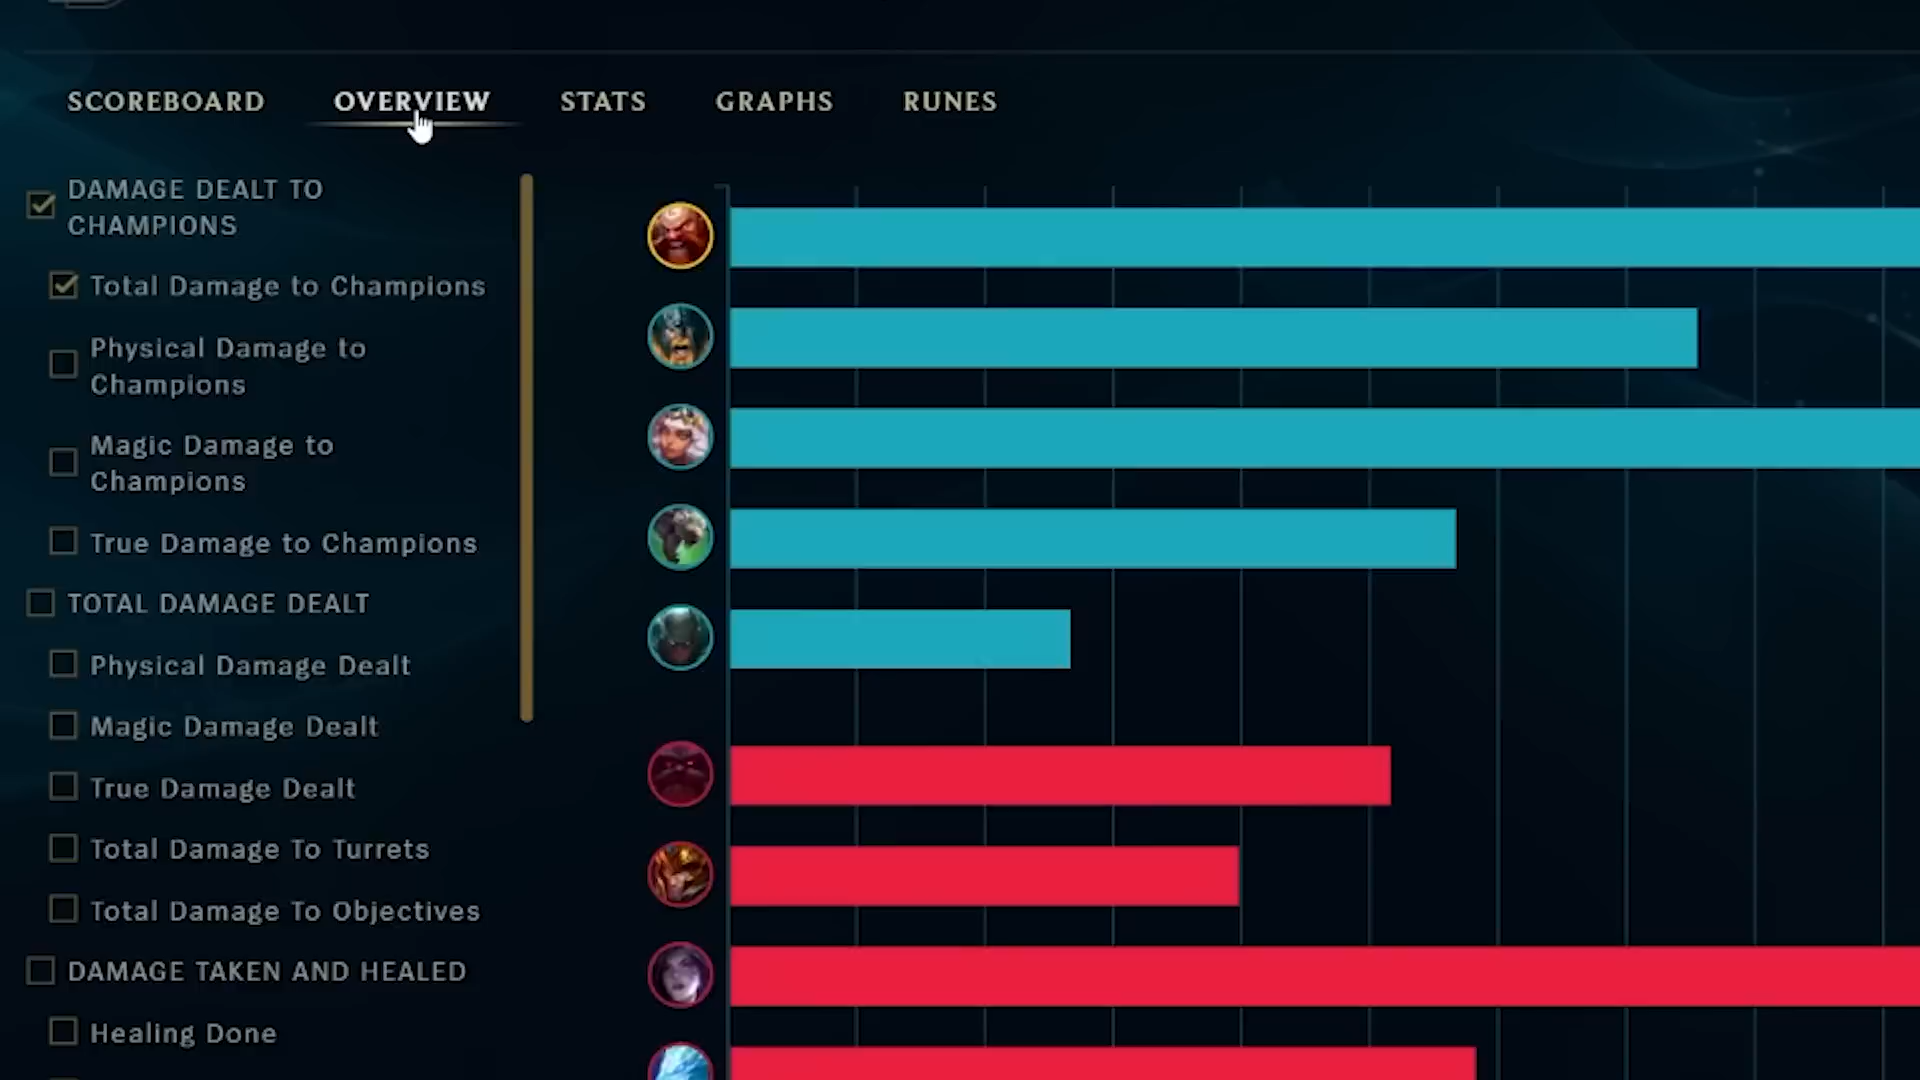 SCOREBOARD OVERVIEW STATS GRAPHS RUNES
DAMAGE DEALT TO
CHAMPIONS
Total Damage to Champions
Physical Damage to
Champions
Magic Damage to
Champions
True Damage to Champions
TOTAL DAMAGE DEALT
Physical Damage Dealt
Magic Damage Dealt
True Damage Dealt
Total Damage To Turrets
Total Damage To Objectives
DAMAGE TAKEN AND HEALED
Healing Done